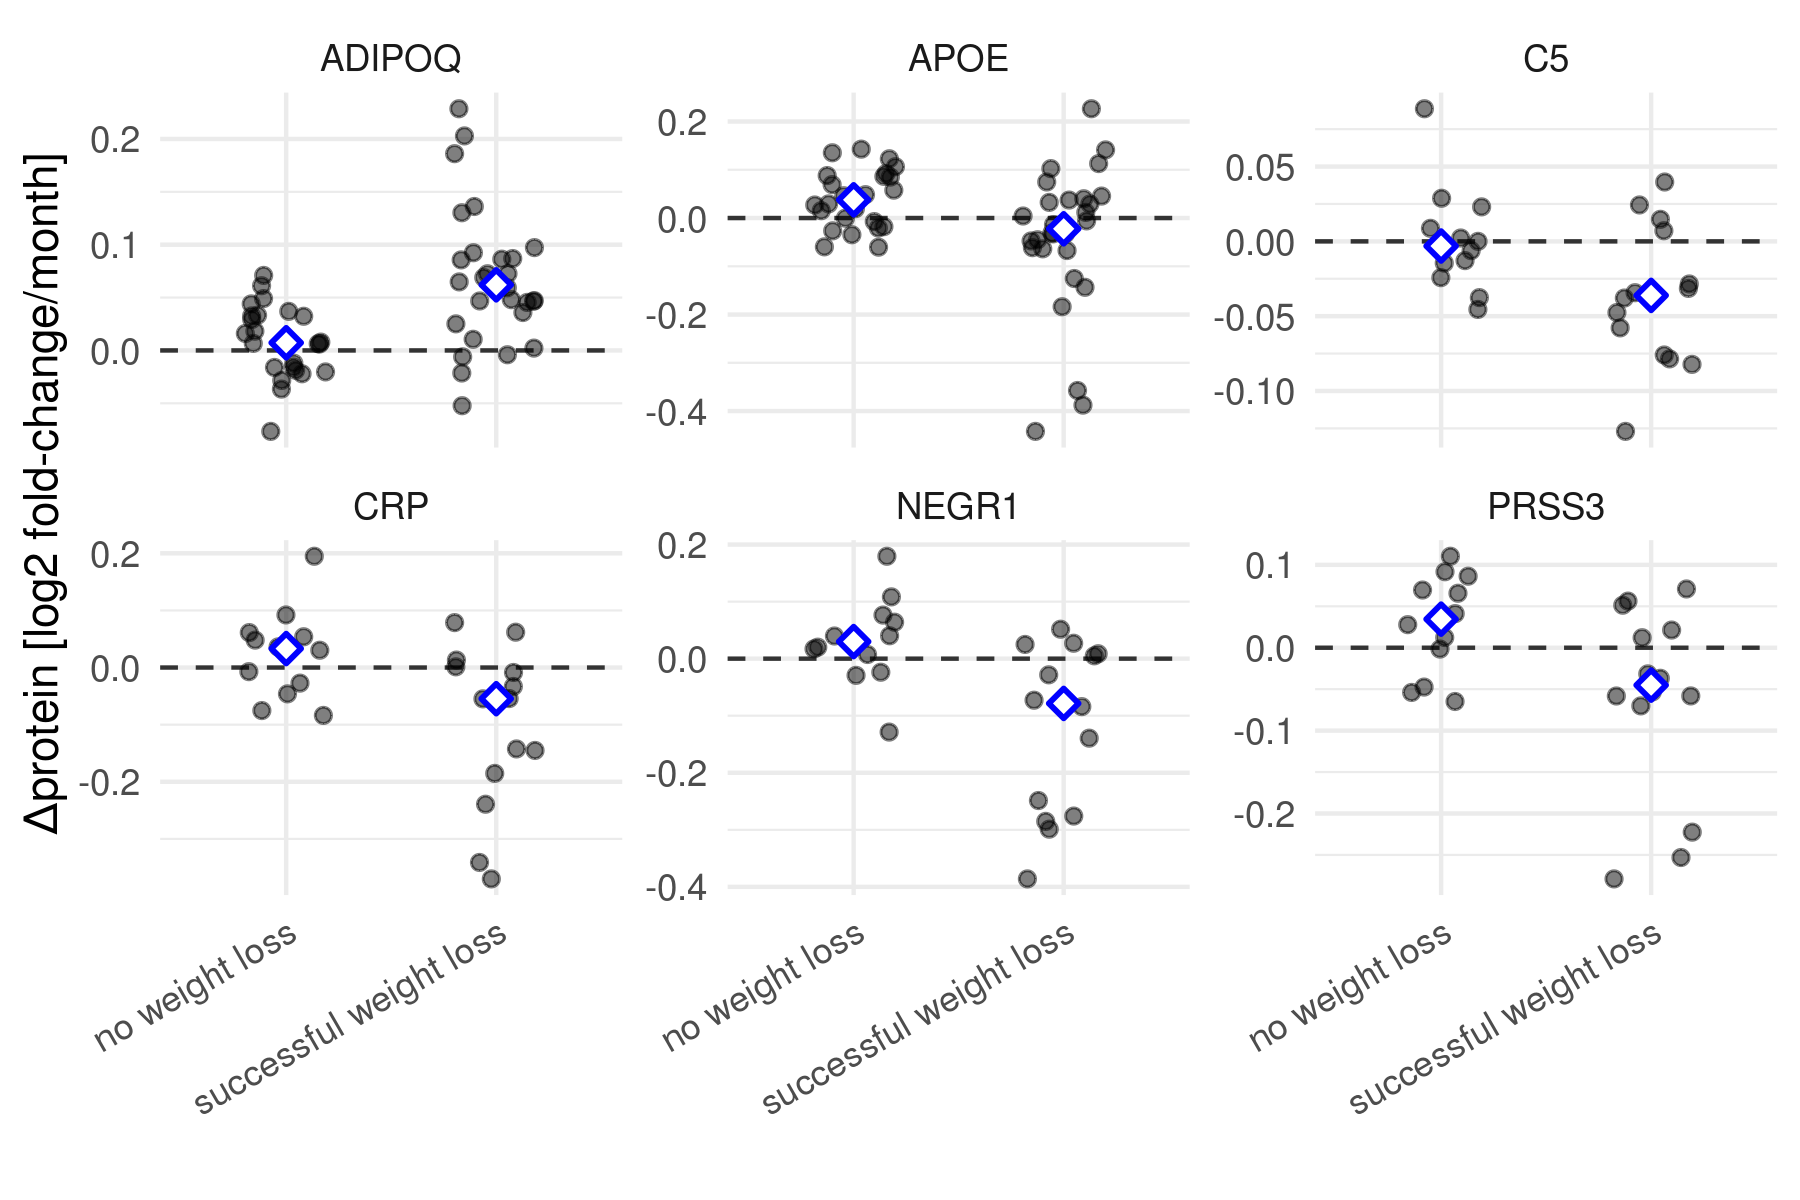 Δprotein [log2 fold-change/month]
ADIPOQ
0.2
0.1
0.0
APOE
0.2
0.0
-0.2
-0.4
C5
0.05
0.00
-0.05
-0.10
CRP
0.2
0.0
-0.2
NEGR1
0.2
0.0
-0.2
-0.4
PRSS3
0.1
0.0
-0.1
-0.2
no weight loss
successful weight loss
no weight loss
successful weight loss
no weight loss
successful weight loss